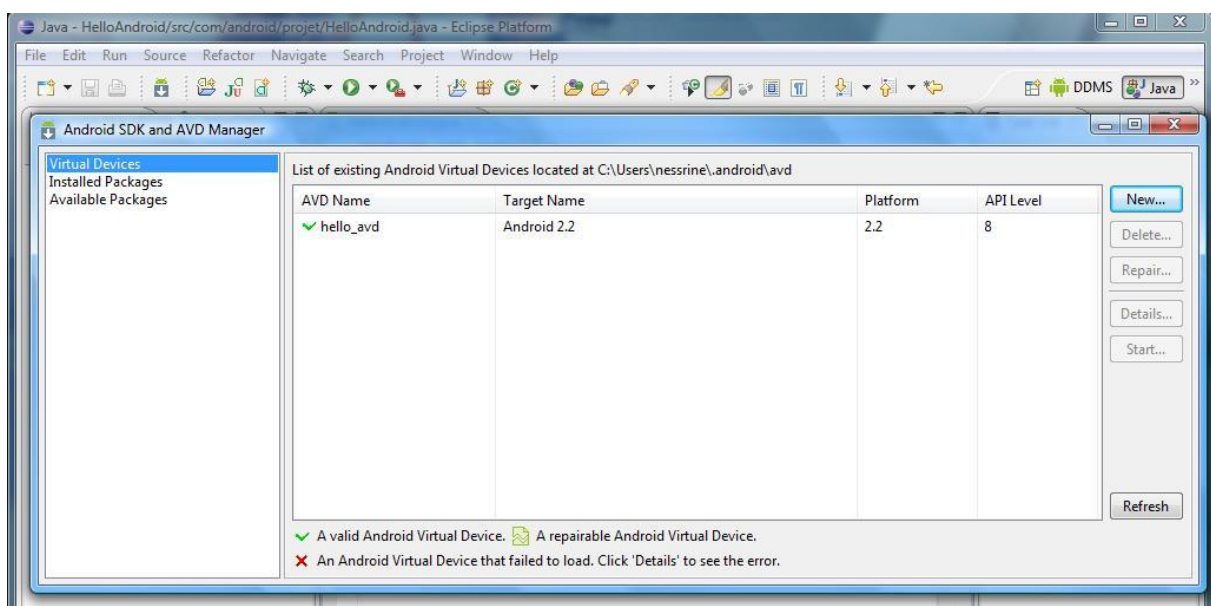 Java - HelloAndroid/src/com/android/projet/HelloAndroid.java - Eclipse Platform
File Edit Run Source Refactor Navigate Search Project Window Help
DDMS Java
Android SDK and AVD Manager
Virtual Devices
Installed Packages
Available Packages
List of existing Android Virtual Devices located at C:\Users\nessrine\.android\avd
AVD Name Target Name Platform API Level
hello_avd Android 2.2 2.2 8
New...
Delete...
Repair...
Details...
Start...
Refresh
A valid Android Virtual Device. A repairable Android Virtual Device.
An Android Virtual Device that failed to load. Click 'Details' to see the error.